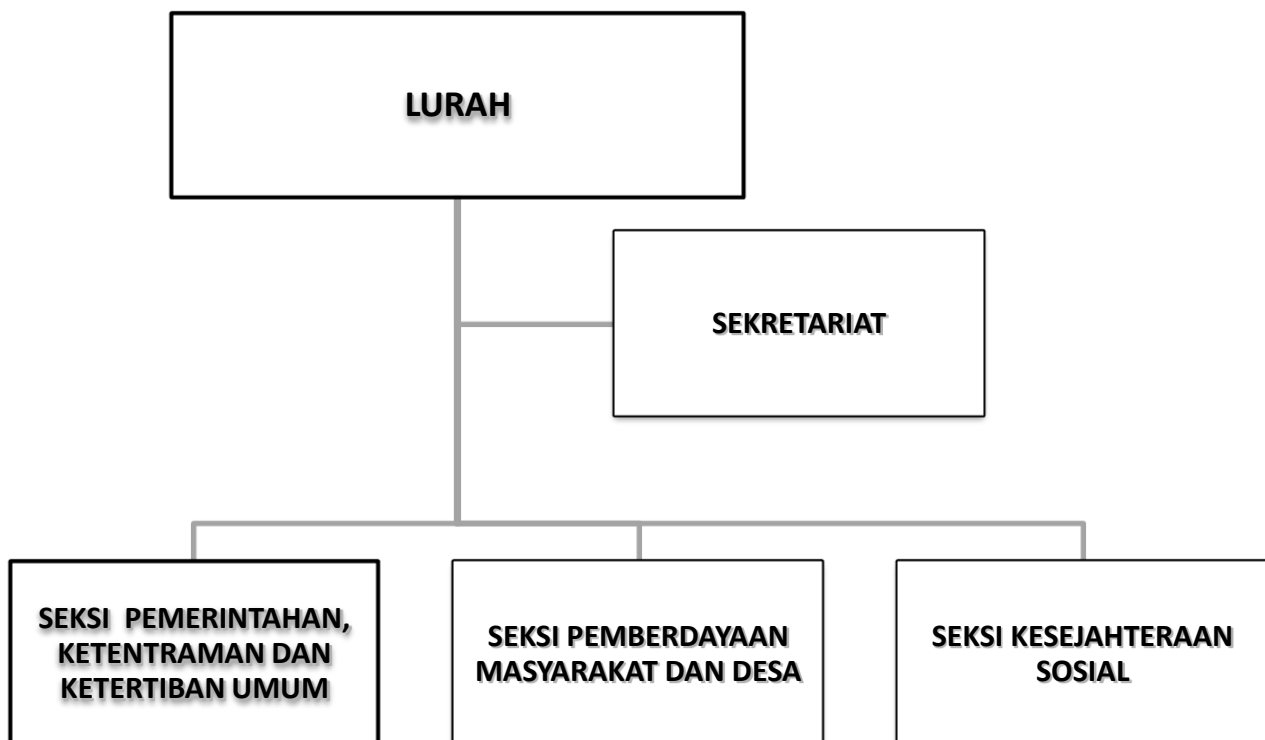 LURAH
SEKRETARIAT
SEKSI PEMERINTAHAN,
KETENTRAMAN DAN
KETERTIBAN UMUM
SEKSI PEMBERDAYAAN
MASYARAKAT DAN DESA
SEKSI KESEJAHTERAAN
SOSIAL